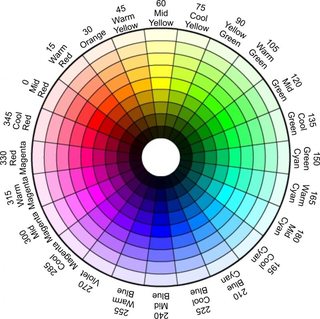 60
Mid
Yellow
75
Cool
Yellow
90
Yellow
Green
105
Warm
Green
120
Mid
Green
135
Cool
Green
150
Green
Cyan
165
Warm
Cyan
180
Mid
Cyan
195
Cool
Cyan
210
Cyan
Blue
225
Cool
Blue
240
Mid
Blue
255
Warm
Blue
270
Violet
285
Cool
Magenta
300
Mid
Magenta
315
Warm
Magenta
330
Red
Magenta
345
Cool
Red
0
Mid
Red
15
Warm
Red
30
Orange
45
Warm
Yellow